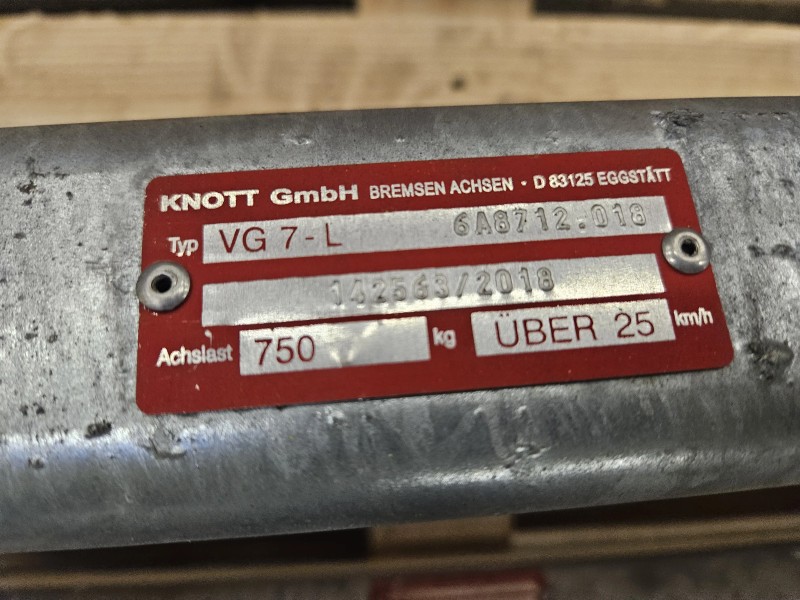 KNOTT GmbH BREMSEN ACHSEN · D 83125 EGGSTÄTT
Typ VG 7-L 6A8712.018
142563/2018
Achslast 750 kg ÜBER 25 km/h